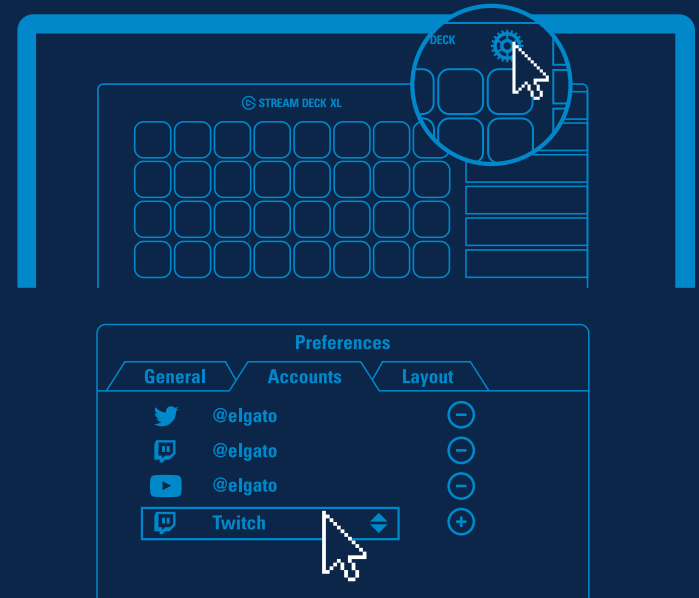 DECK
STREAM DECK XL
Preferences
General Accounts Layout
@elgato
@elgato
@elgato
Twitch